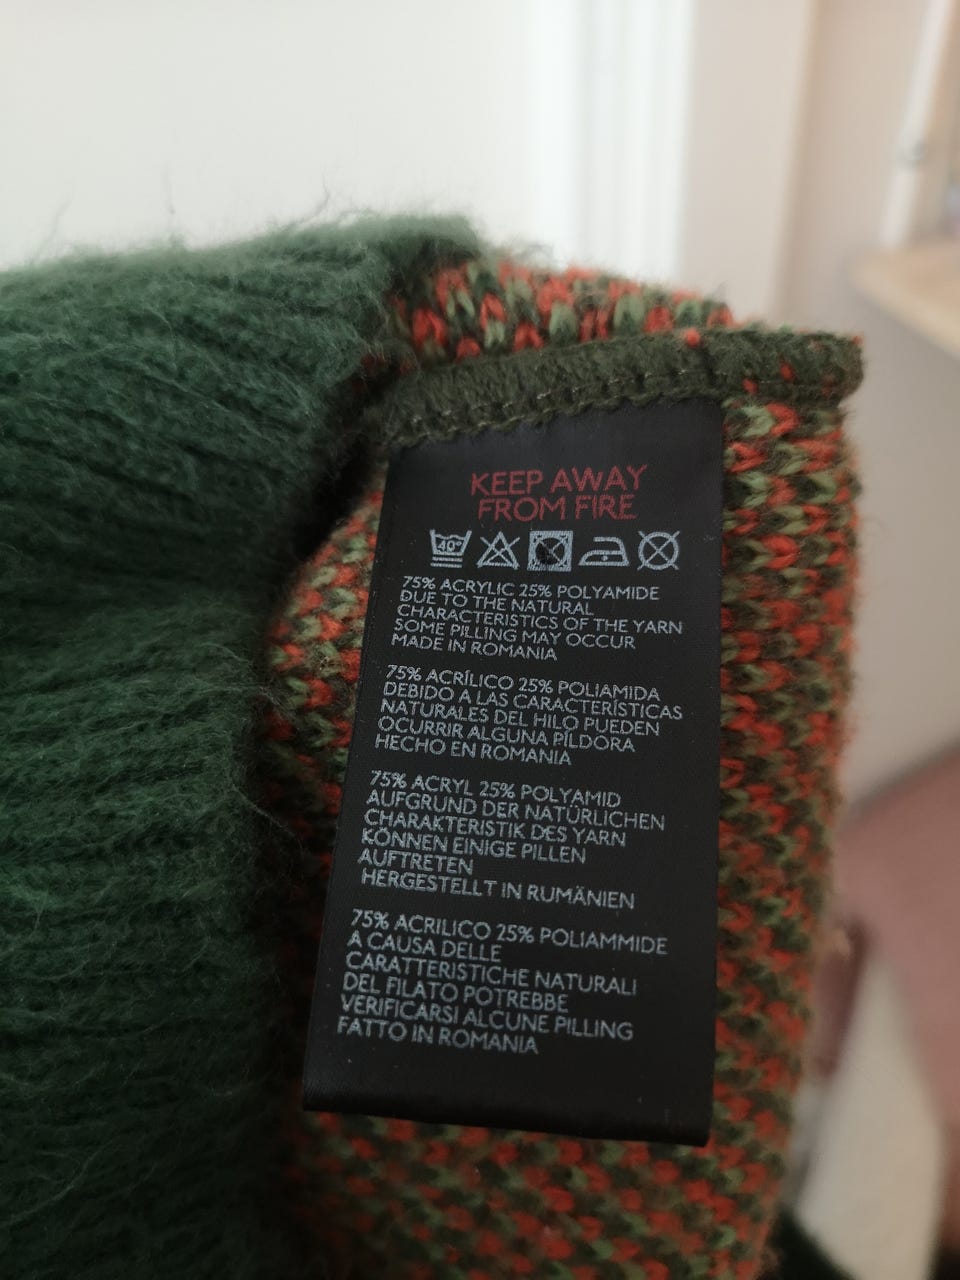 KEEP AWAY
FROM FIRE
40°
75% ACRYLIC 25% POLYAMIDE
DUE TO THE NATURAL
CHARACTERISTICS OF THE YARN
SOME PILLING MAY OCCUR
MADE IN ROMANIA
75% ACRÍLICO 25% POLIAMIDA
DEBIDO A LAS CARACTERÍSTICAS
NATURALES DEL HILO PUEDEN
OCURRIR ALGUNA PÍLDORA
HECHO EN ROMANIA
75% ACRYL 25% POLYAMID
AUFGRUND DER NATÜRLICHEN
CHARAKTERISTIK DES YARN
KÖNNEN EINIGE PILLEN
AUFTRETEN
HERGESTELLT IN RUMÄNIEN
75% ACRILICO 25% POLIAMMIDE
A CAUSA DELLE
CARATTERISTICHE NATURALI
DEL FILATO POTREBBE
VERIFICARSI ALCUNE PILLING
FATTO IN ROMANIA